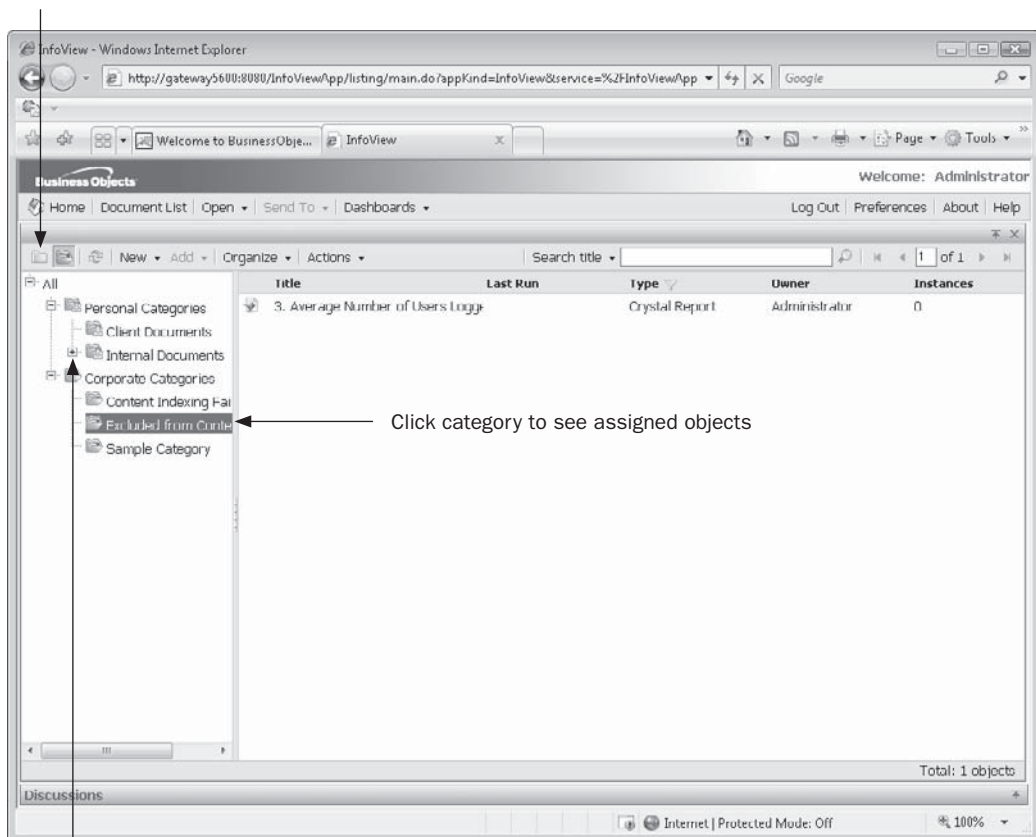 InfoView - Windows Internet Explorer
http://gateway5600:8080/InfoViewApp/listing/main.do?appKind=InfoView&service=%2FInfoViewApp
Google
Welcome to BusinessObje... InfoView
Page Tools
Business Objects Welcome: Administrator
Home Document List Open Send To Dashboards Log Out Preferences About Help
New Add Organize Actions Search title 1 of 1
All
Title Last Run Type Owner Instances
Personal Categories
3. Average Number of Users Logge Crystal Report Administrator 0
Client Documents
Internal Documents
Corporate Categories
Content Indexing Fai
Excluded from Conte
Click category to see assigned objects
Sample Category
Total: 1 objects
Discussions
Internet | Protected Mode: Off 100%